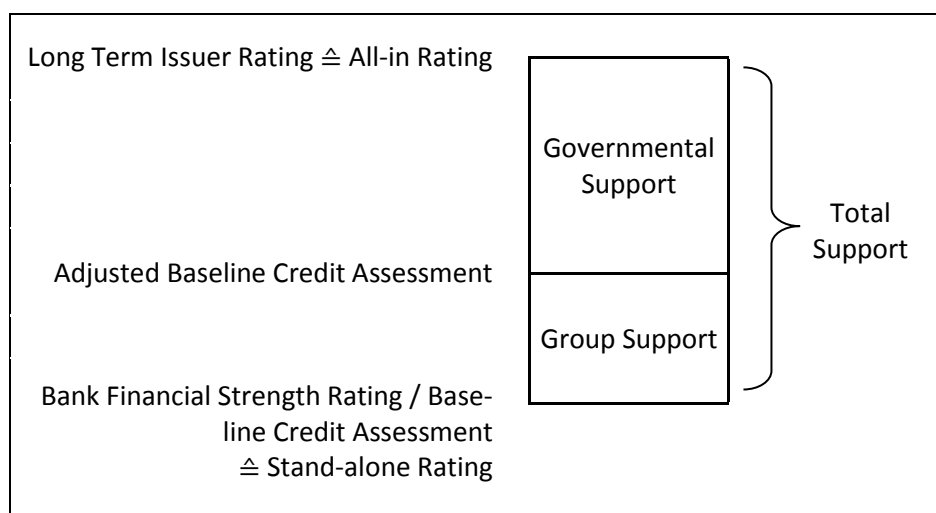 Long Term Issuer Rating ≙ All-in Rating
Governmental
Support
Total
Support
Adjusted Baseline Credit Assessment
Group Support
Bank Financial Strength Rating / Base-
line Credit Assessment
≙ Stand-alone Rating